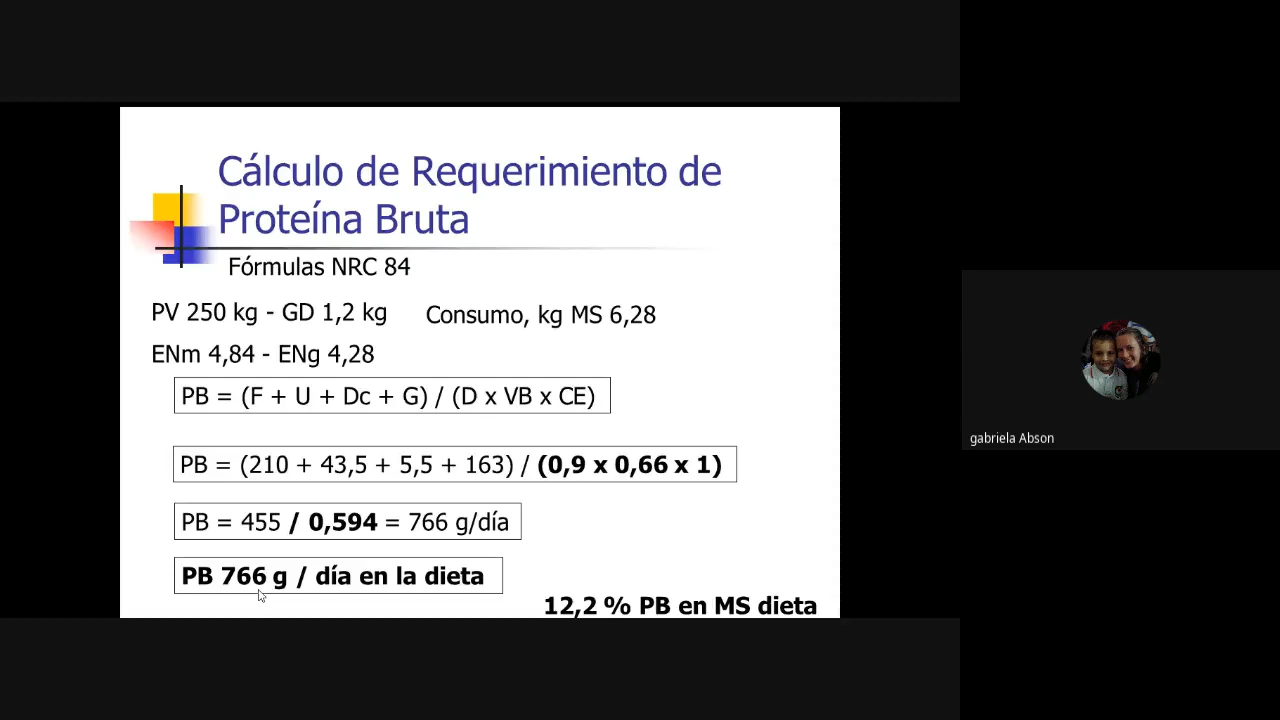 Cálculo de Requerimiento de
Proteína Bruta
Fórmulas NRC 84
PV 250 kg - GD 1,2 kg
Consumo, kg MS 6,28
ENm 4,84 - ENg 4,28
PB = (F + U + Dc + G) / (D x VB x CE)
PB = (210 + 43,5 + 5,5 + 163) / (0,9 x 0,66 x 1)
PB = 455 / 0,594 = 766 g/día
PB 766 g / día en la dieta
12,2 % PB en MS dieta
gabriela Abson